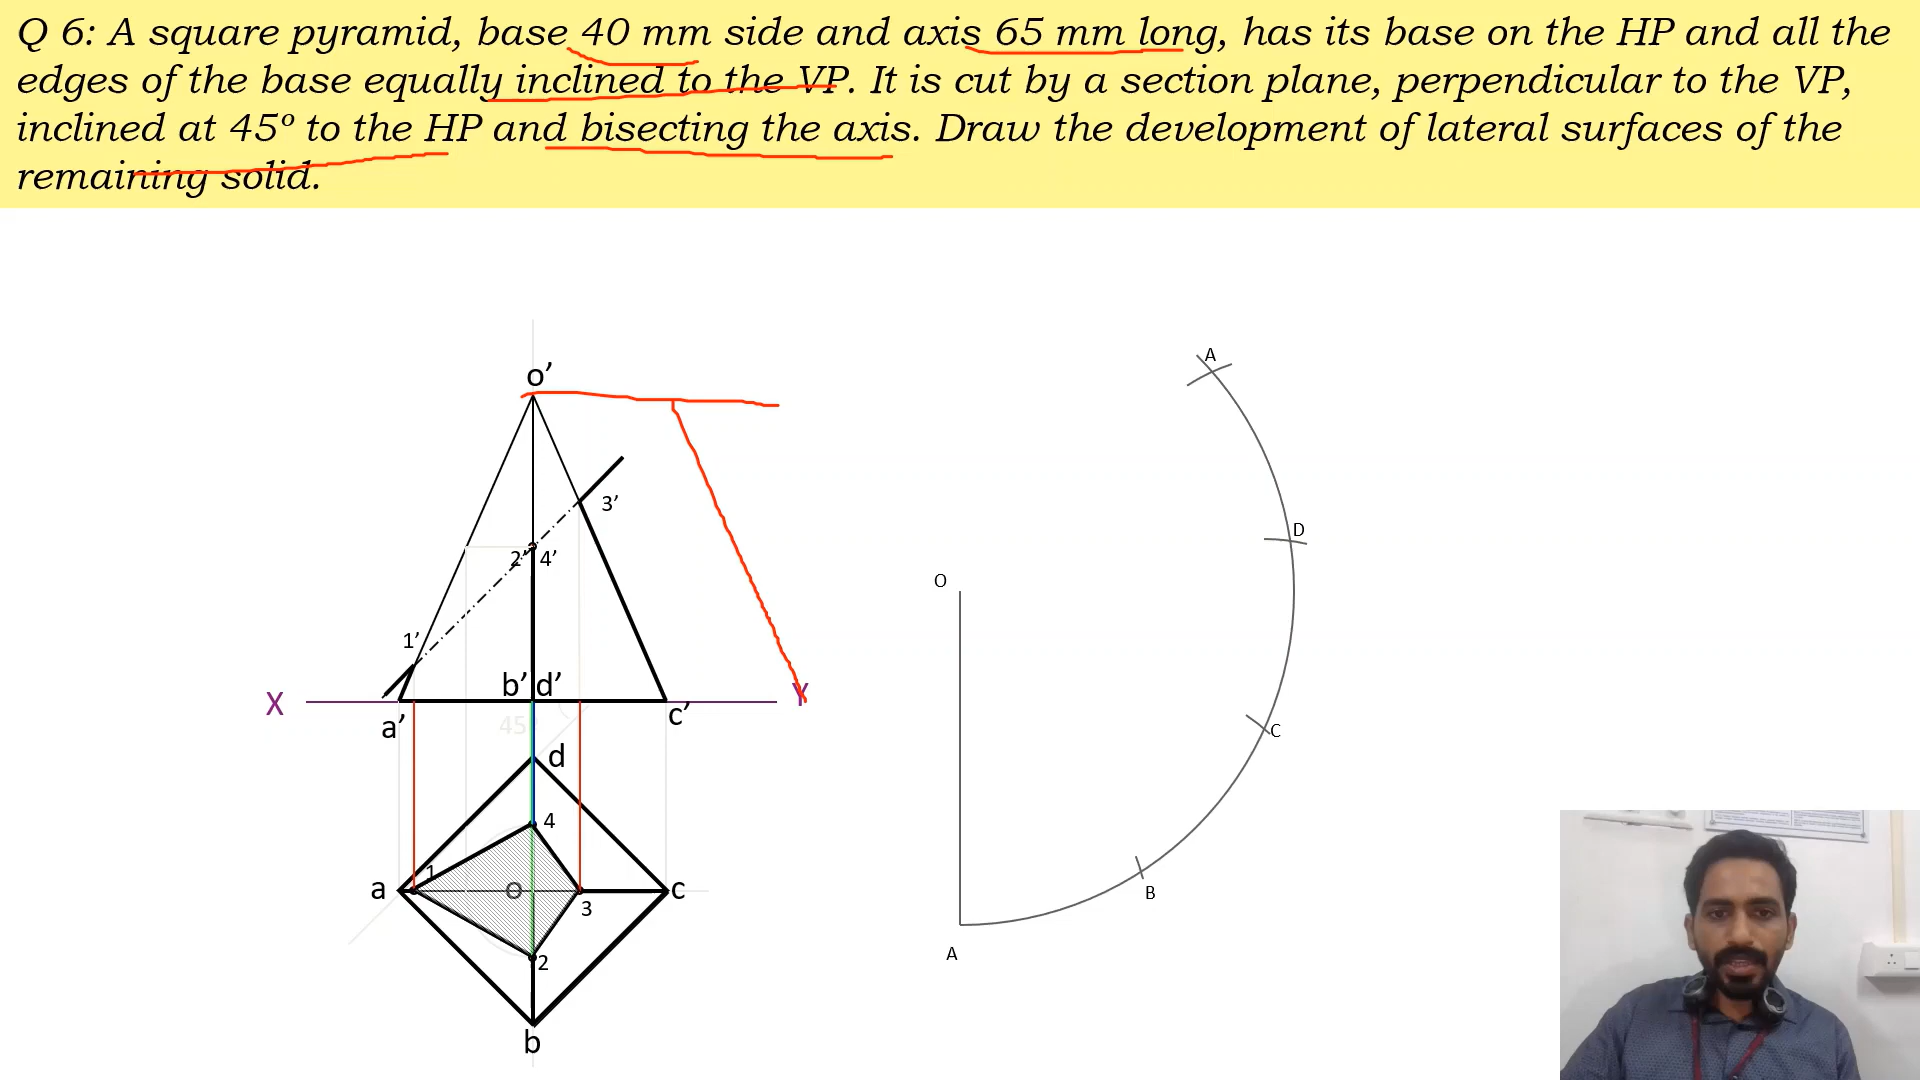 Q 6: A square pyramid, base 40 mm side and axis 65 mm long, has its base on the HP and all the
edges of the base equally inclined to the VP. It is cut by a section plane, perpendicular to the VP,
inclined at 45º to the HP and bisecting the axis. Draw the development of lateral surfaces of the
remaining solid.
o’
3’
2’ 4’
1’
b’ d’
X
Y
a’
c’
45
d
4
1
a
o
c
3
2
b
A
D
O
C
B
A